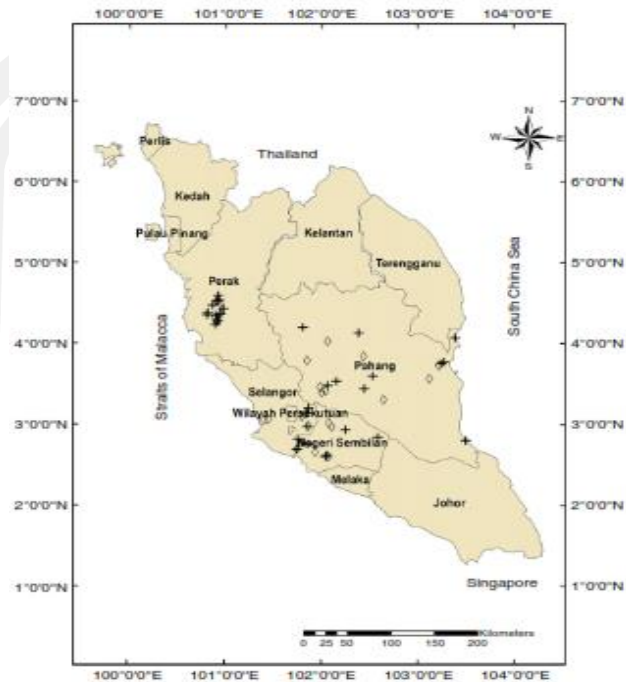 100°0'0"E 101°0'0"E 102°0'0"E 103°0'0"E 104°0'0"E
7°0'0"N 7°0'0"N
N
W E
S
Perlis
Thailand
6°0'0"N 6°0'0"N
Kedah
Pulau Pinang
Kelantan
Terengganu
5°0'0"N 5°0'0"N
Perak
South China Sea
4°0'0"N 4°0'0"N
Straits of Malacca
Pahang
Selangor
Wilayah Persekutuan
3°0'0"N 3°0'0"N
Negeri Sembilan
Melaka
Johor
2°0'0"N 2°0'0"N
1°0'0"N 1°0'0"N
Singapore
Kilometers
0 25 50 100 150 200
100°0'0"E 101°0'0"E 102°0'0"E 103°0'0"E 104°0'0"E